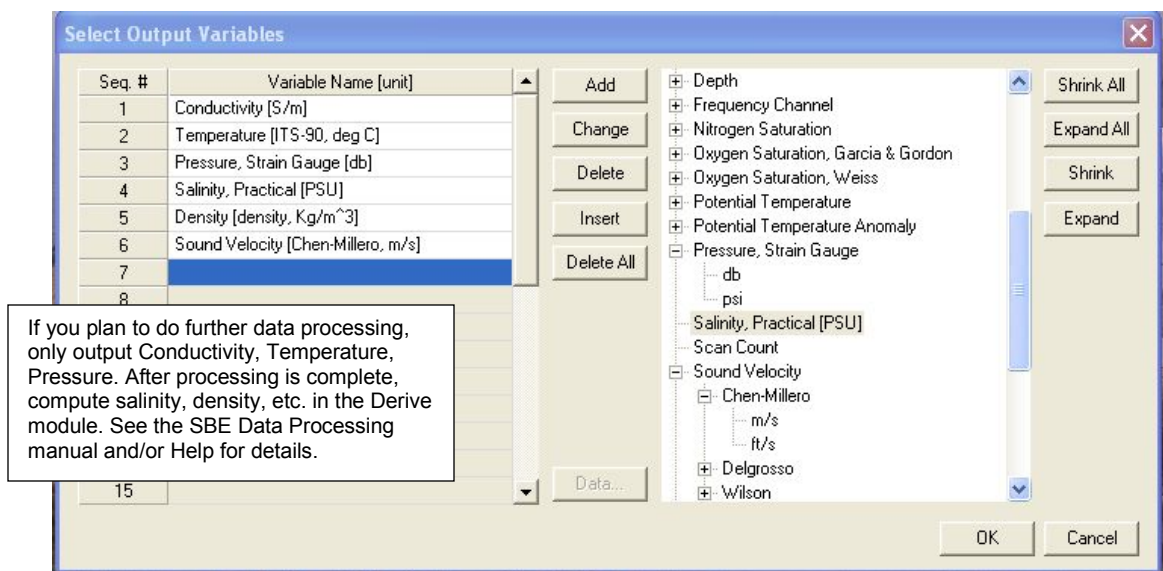 Select Output Variables
Seq. # Variable Name [unit]
1 Conductivity [S/m]
2 Temperature [ITS-90, deg C]
3 Pressure, Strain Gauge [db]
4 Salinity, Practical [PSU]
5 Density [density, Kg/m^3]
6 Sound Velocity [Chen-Millero, m/s]
7
8
15
If you plan to do further data processing,
only output Conductivity, Temperature,
Pressure. After processing is complete,
compute salinity, density, etc. in the Derive
module. See the SBE Data Processing
manual and/or Help for details.
Add
Change
Delete
Insert
Delete All
Data...
Depth
Frequency Channel
Nitrogen Saturation
Oxygen Saturation, Garcia & Gordon
Oxygen Saturation, Weiss
Potential Temperature
Potential Temperature Anomaly
Pressure, Strain Gauge
db
psi
Salinity, Practical [PSU]
Scan Count
Sound Velocity
Chen-Millero
m/s
ft/s
Delgrosso
Wilson
Shrink All
Expand All
Shrink
Expand
OK
Cancel